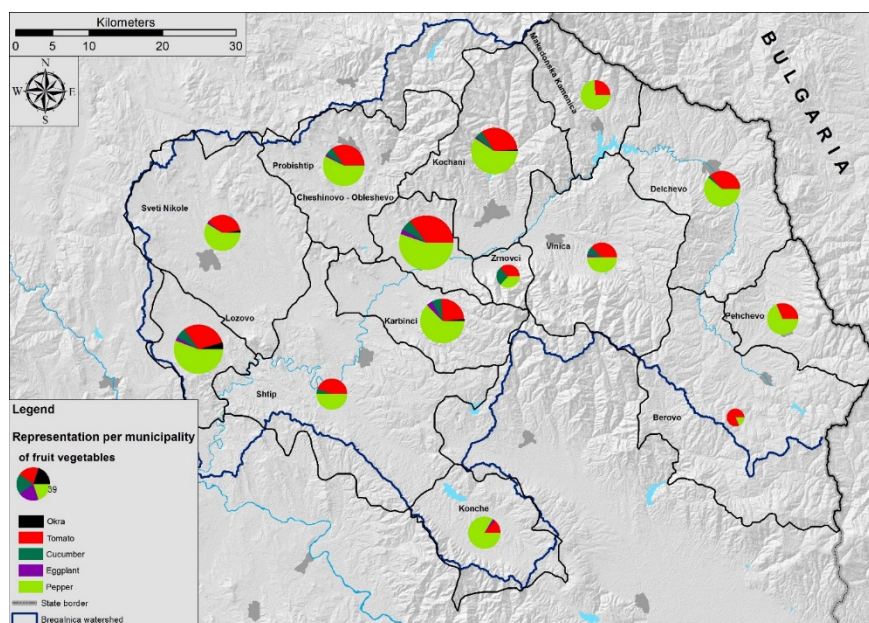 Kilometers
0 5 10 20 30
N
W E
S
BULGARIA
Makedonska Kamenica
Probishtip
Kochani
Delchevo
Cheshinovo - Obleshevo
Sveti Nikole
Vinica
Zrnovci
Pehchevo
Lozovo
Karbinci
Shtip
Berovo
Konche
Legend
Representation per municipality
of fruit vegetables
39
Okra
Tomato
Cucumber
Eggplant
Pepper
State border
Bregalnica watershed